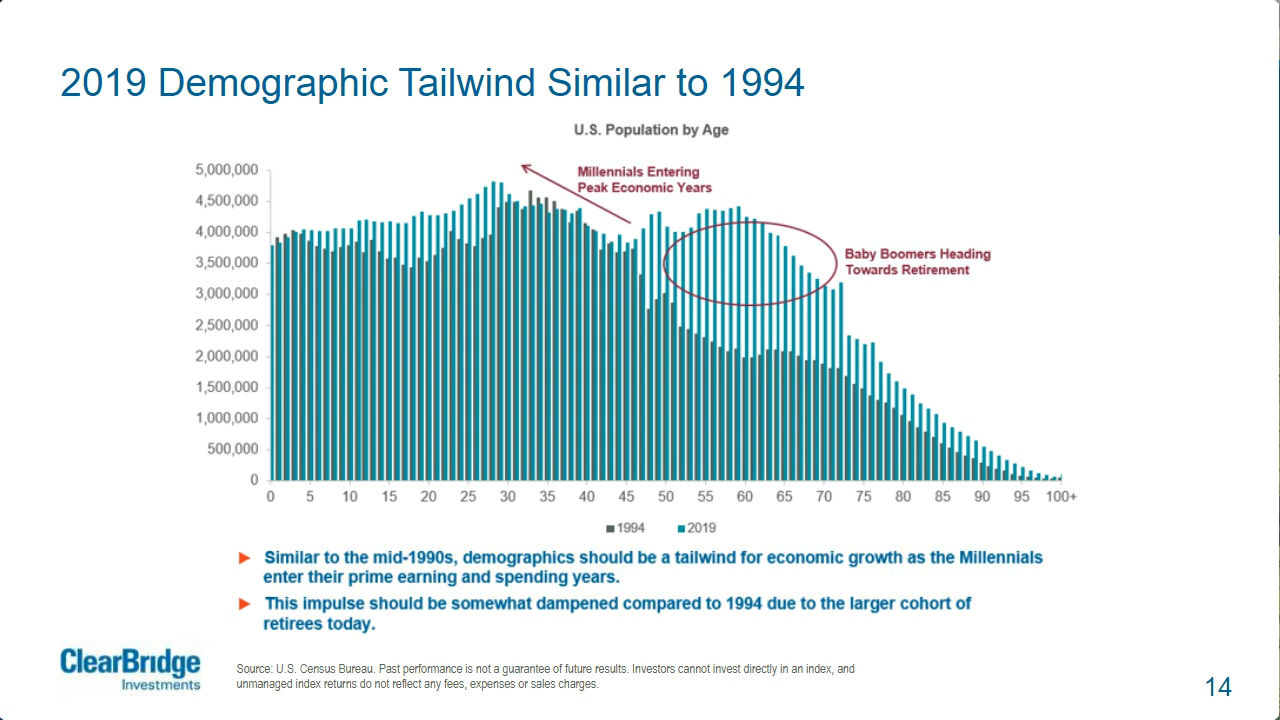 2019 Demographic Tailwind Similar to 1994
U.S. Population by Age
5,000,000
4,500,000
4,000,000
3,500,000
3,000,000
2,500,000
2,000,000
1,500,000
1,000,000
500,000
0
Millennials Entering
Peak Economic Years
Baby Boomers Heading
Towards Retirement
0 5 10 15 20 25 30 35 40 45 50 55 60 65 70 75 80 85 90 95 100+
1994 2019
Similar to the mid-1990s, demographics should be a tailwind for economic growth as the Millennials
enter their prime earning and spending years.
This impulse should be somewhat dampened compared to 1994 due to the larger cohort of
retirees today.
ClearBridge
Investments
Source: U.S. Census Bureau. Past performance is not a guarantee of future results. Investors cannot invest directly in an index, and
unmanaged index returns do not reflect any fees, expenses or sales charges.
14